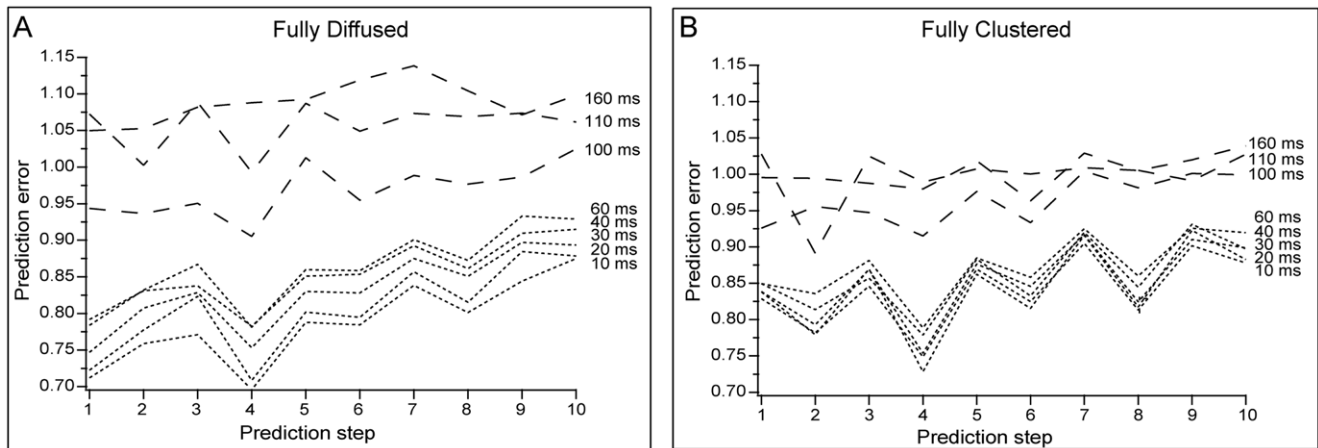 A
Fully Diffused
Prediction error
1.15
1.10
1.05
1.00
0.95
0.90
0.85
0.80
0.75
0.70
160 ms
110 ms
100 ms
60 ms
40 ms
30 ms
20 ms
10 ms
1 2 3 4 5 6 7 8 9 10
Prediction step
B
Fully Clustered
Prediction error
1.15
1.10
1.05
1.00
0.95
0.90
0.85
0.80
0.75
0.70
160 ms
110 ms
100 ms
60 ms
40 ms
30 ms
20 ms
10 ms
1 2 3 4 5 6 7 8 9 10
Prediction step